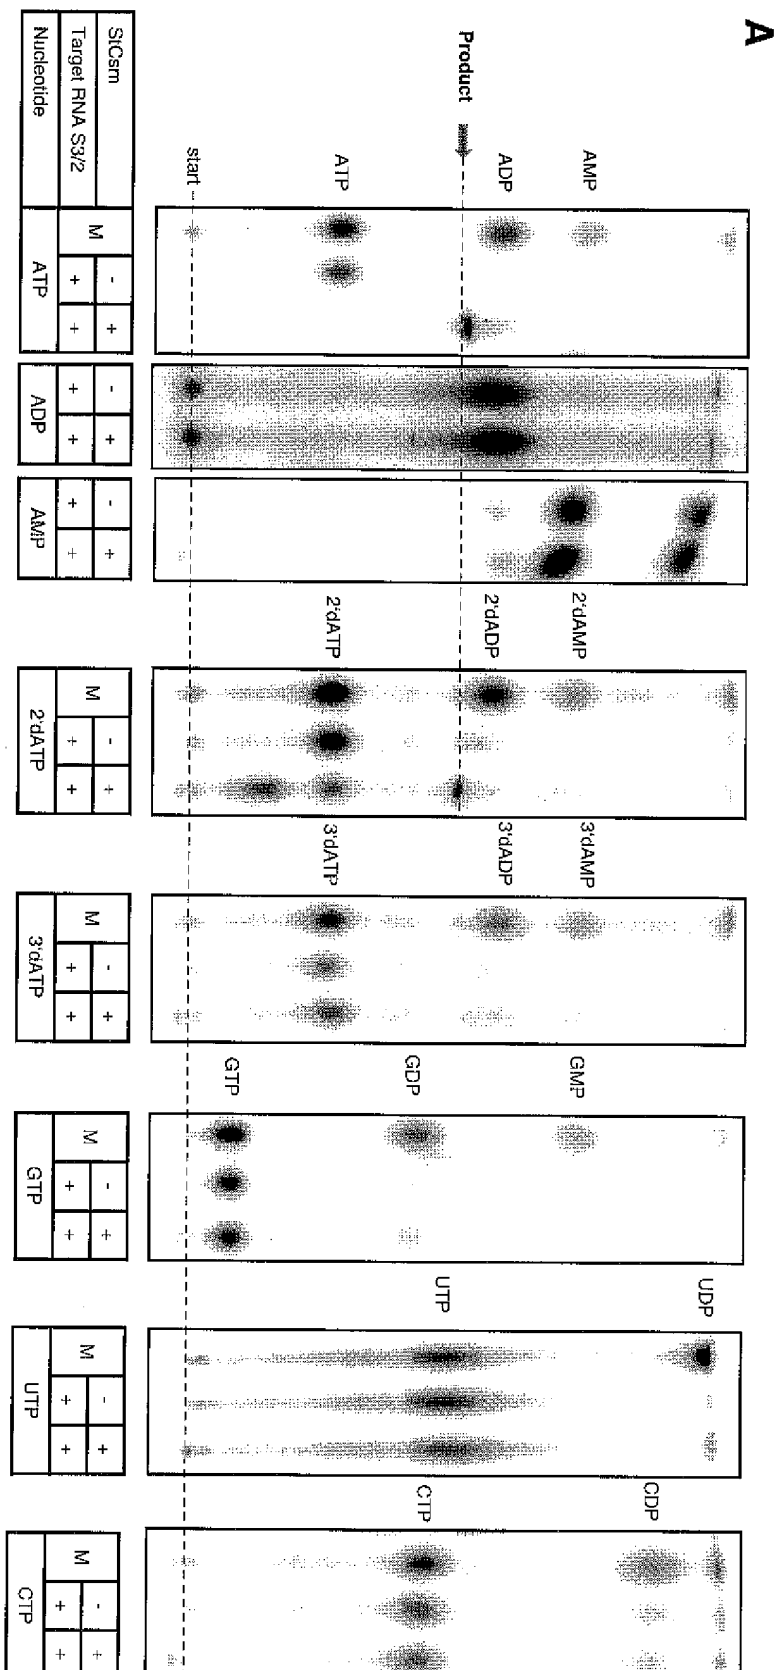 A
Product
AMP
ADP
ATP
start
StCsm
Target RNA S3/2
Nucleotide
M
-
+
+
+
ATP
-
+
+
+
ADP
-
+
+
+
AMP
2'dAMP
2'dADP
2'dATP
M
-
+
+
+
2'dATP
3'dAMP
3'dADP
3'dATP
M
-
+
+
+
3'dATP
GMP
GDP
GTP
M
-
+
+
+
GTP
UDP
UTP
M
-
+
+
+
UTP
CDP
CTP
M
-
+
+
+
CTP